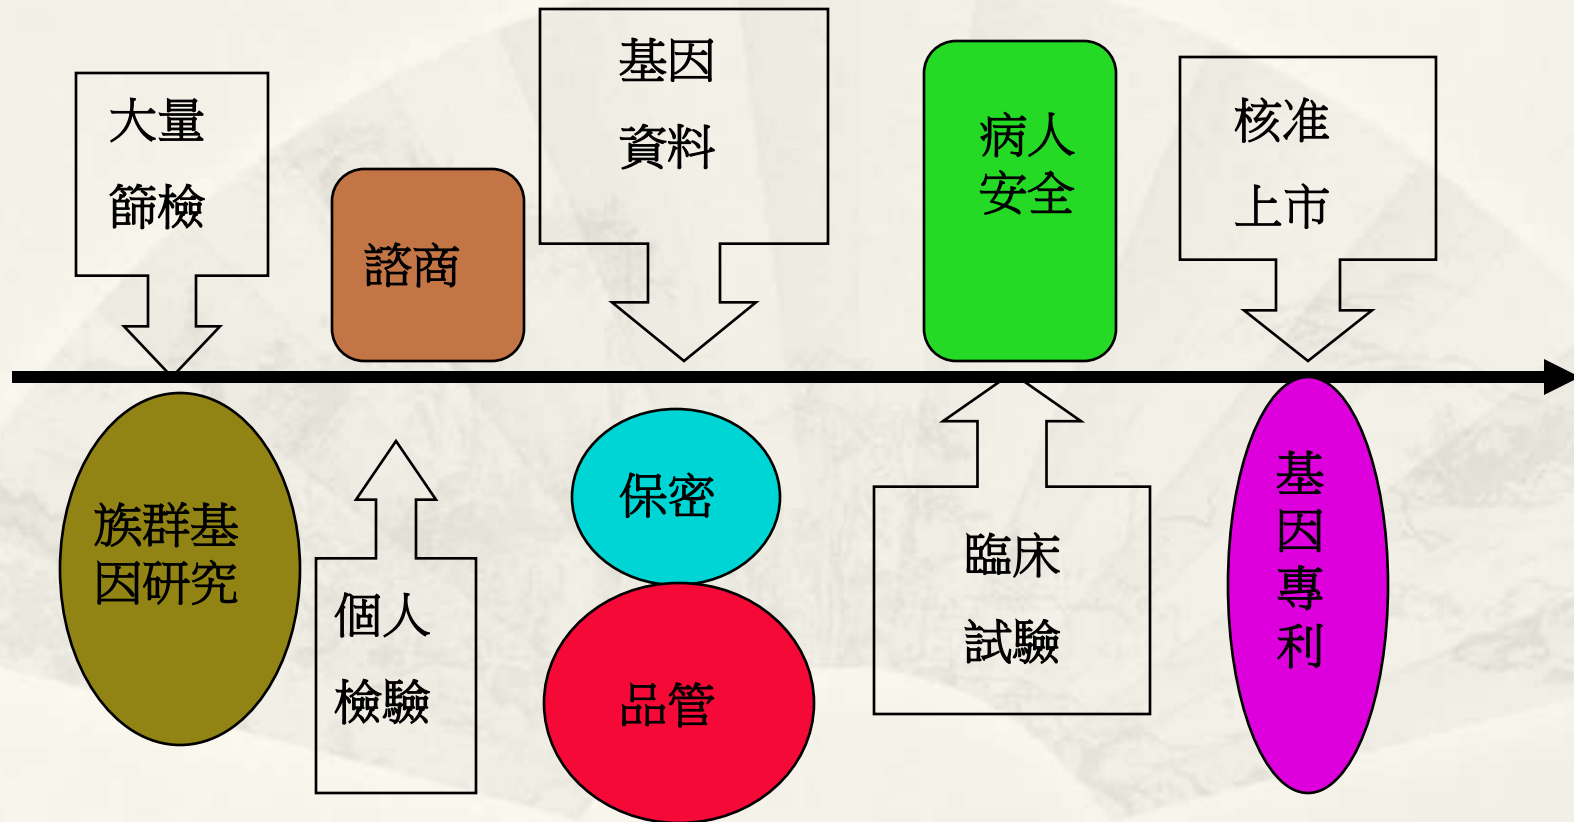 大量
篩檢
諮商
基因
資料
病人
安全
核准
上市
族群基
因研究
個人
檢驗
保密
品管
臨床
試驗
基
因
專
利